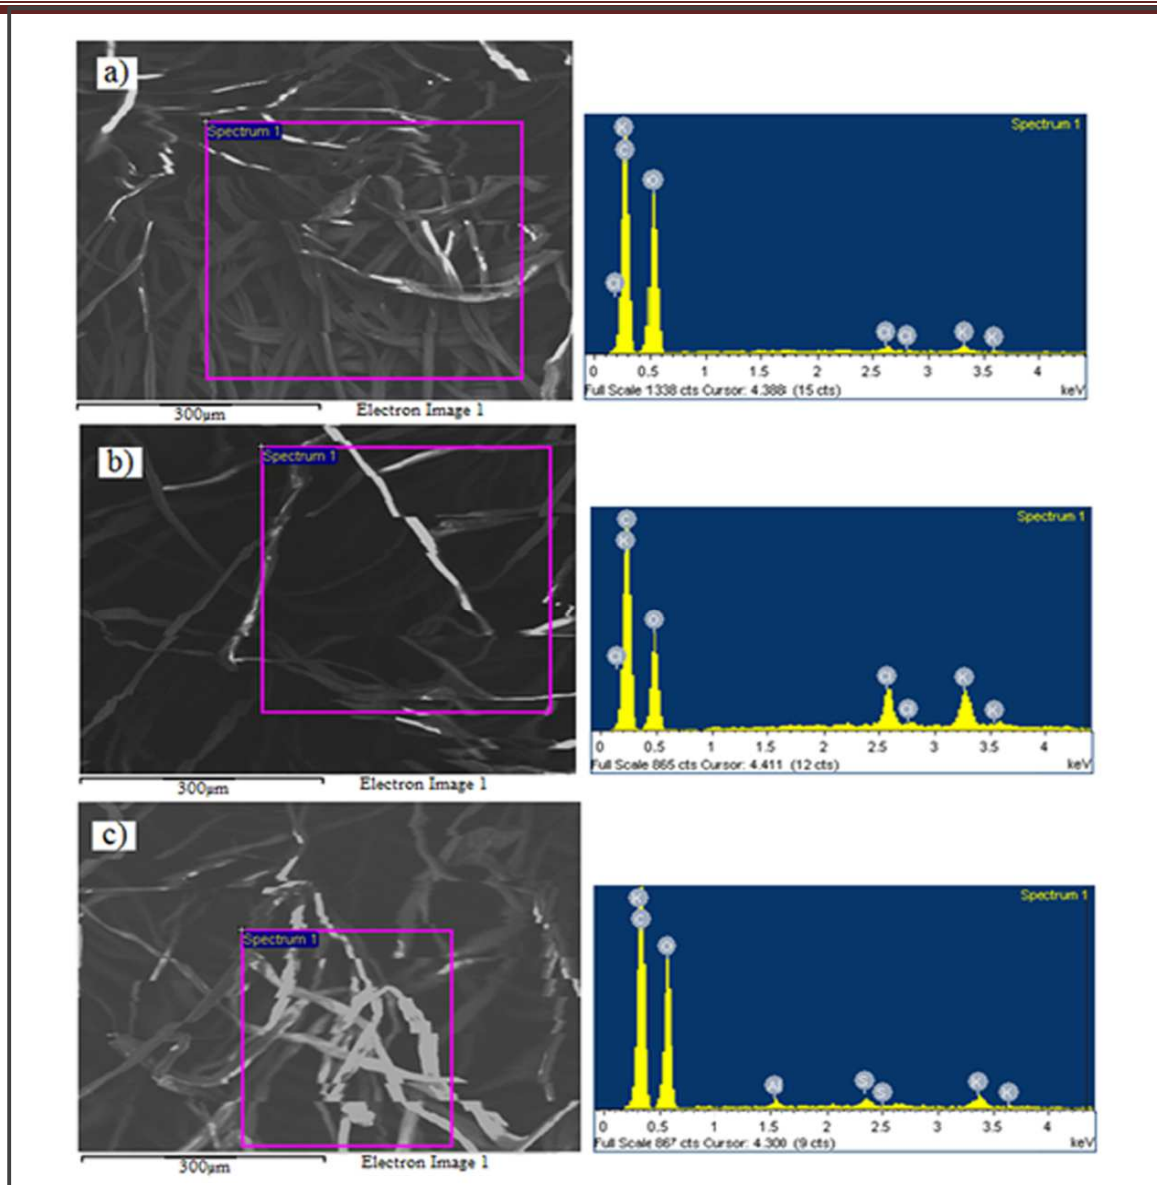 a)
Spectrum 1
300µm
Electron Image 1
Spectrum 1
K
C
O
K
K
0 0.5 1 1.5 2 2.5 3 3.5 4
Full Scale 1338 cts Cursor: 4.388 (15 cts) keV
b)
Spectrum 1
300µm
Electron Image 1
Spectrum 1
C
K
O
Cl
K
K
0 0.5 1 1.5 2 2.5 3 3.5 4
Full Scale 865 cts Cursor: 4.411 (12 cts) keV
c)
Spectrum 1
300µm
Electron Image 1
Spectrum 1
K
C
O
Al
S
S
K
K
0 0.5 1 1.5 2 2.5 3 3.5 4
Full Scale 867 cts Cursor: 4.300 (9 cts) keV